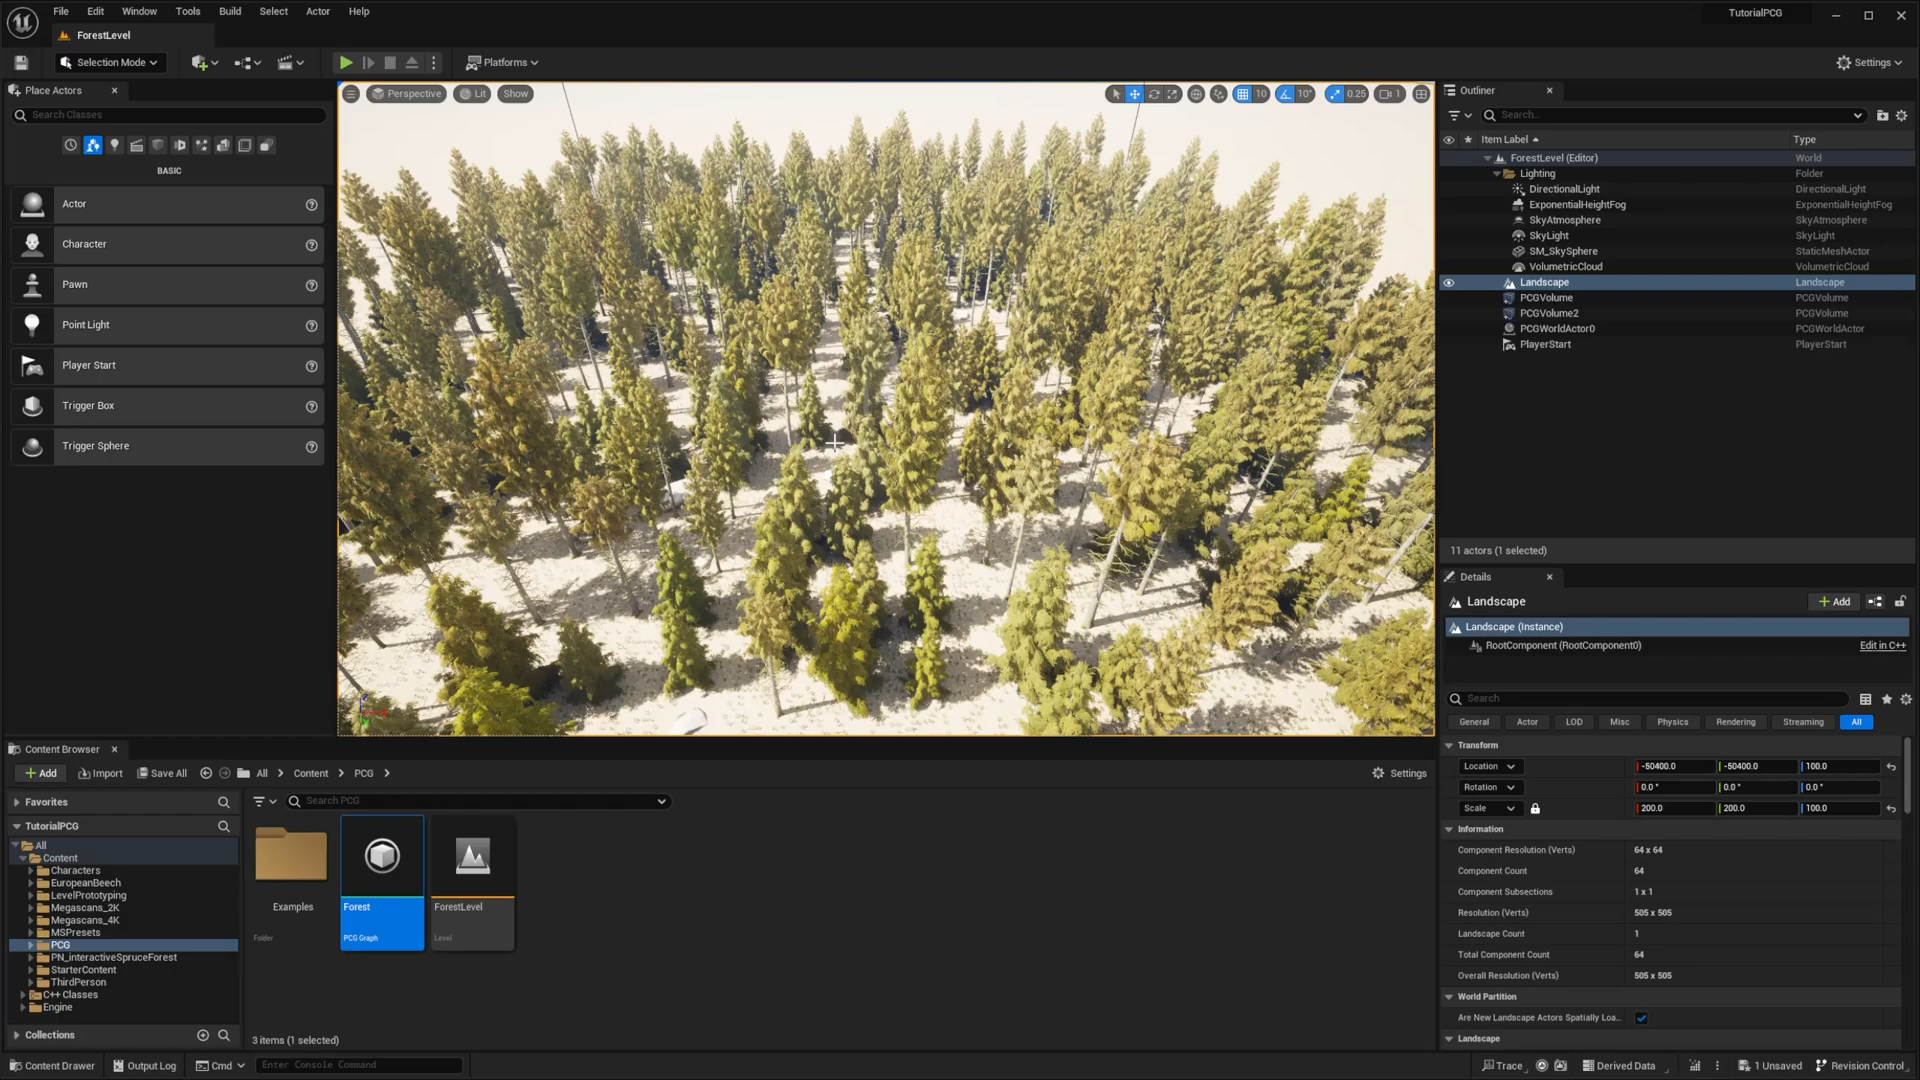 File Edit Window Tools Build Select Actor Help
TutorialPCG
ForestLevel
Selection Mode
Platforms
Settings
Place Actors
Search Classes
BASIC
Actor
Character
Pawn
Point Light
Player Start
Trigger Box
Trigger Sphere
Perspective Lit Show
10 10° 0.25 1
Outliner
Search...
Item Label Type
ForestLevel (Editor) World
Lighting Folder
DirectionalLight DirectionalLight
ExponentialHeightFog ExponentialHeightFog
SkyAtmosphere SkyAtmosphere
SkyLight SkyLight
SM_SkySphere StaticMeshActor
VolumetricCloud VolumetricCloud
Landscape Landscape
PCGVolume PCGVolume
PCGVolume2 PCGVolume
PCGWorldActor0 PCGWorldActor
PlayerStart PlayerStart
11 actors (1 selected)
Details
Landscape
Add
Landscape (Instance)
RootComponent (RootComponent0) Edit in C++
Search
General Actor LOD Misc Physics Rendering Streaming All
Transform
Location -50400.0 -50400.0 100.0
Rotation 0.0 ° 0.0 ° 0.0 °
Scale 200.0 200.0 100.0
Information
Component Resolution (Verts) 64 x 64
Component Count 64
Component Subsections 1 x 1
Resolution (Verts) 505 x 505
Landscape Count 1
Total Component Count 64
Overall Resolution (Verts) 505 x 505
World Partition
Are New Landscape Actors Spatially Loa...
Landscape
Content Browser
Add Import Save All All Content PCG
Settings
Favorites
TutorialPCG
All
Content
Characters
EuropeanBeech
LevelPrototyping
Megascans_2K
Megascans_4K
MSPresets
PCG
PN_interactiveSpruceForest
StarterContent
ThirdPerson
C++ Classes
Engine
Collections
Search PCG
Examples
Folder
Forest
PCG Graph
ForestLevel
Level
3 items (1 selected)
Content Drawer Output Log Cmd Enter Console Command
Trace Derived Data 1 Unsaved Revision Control